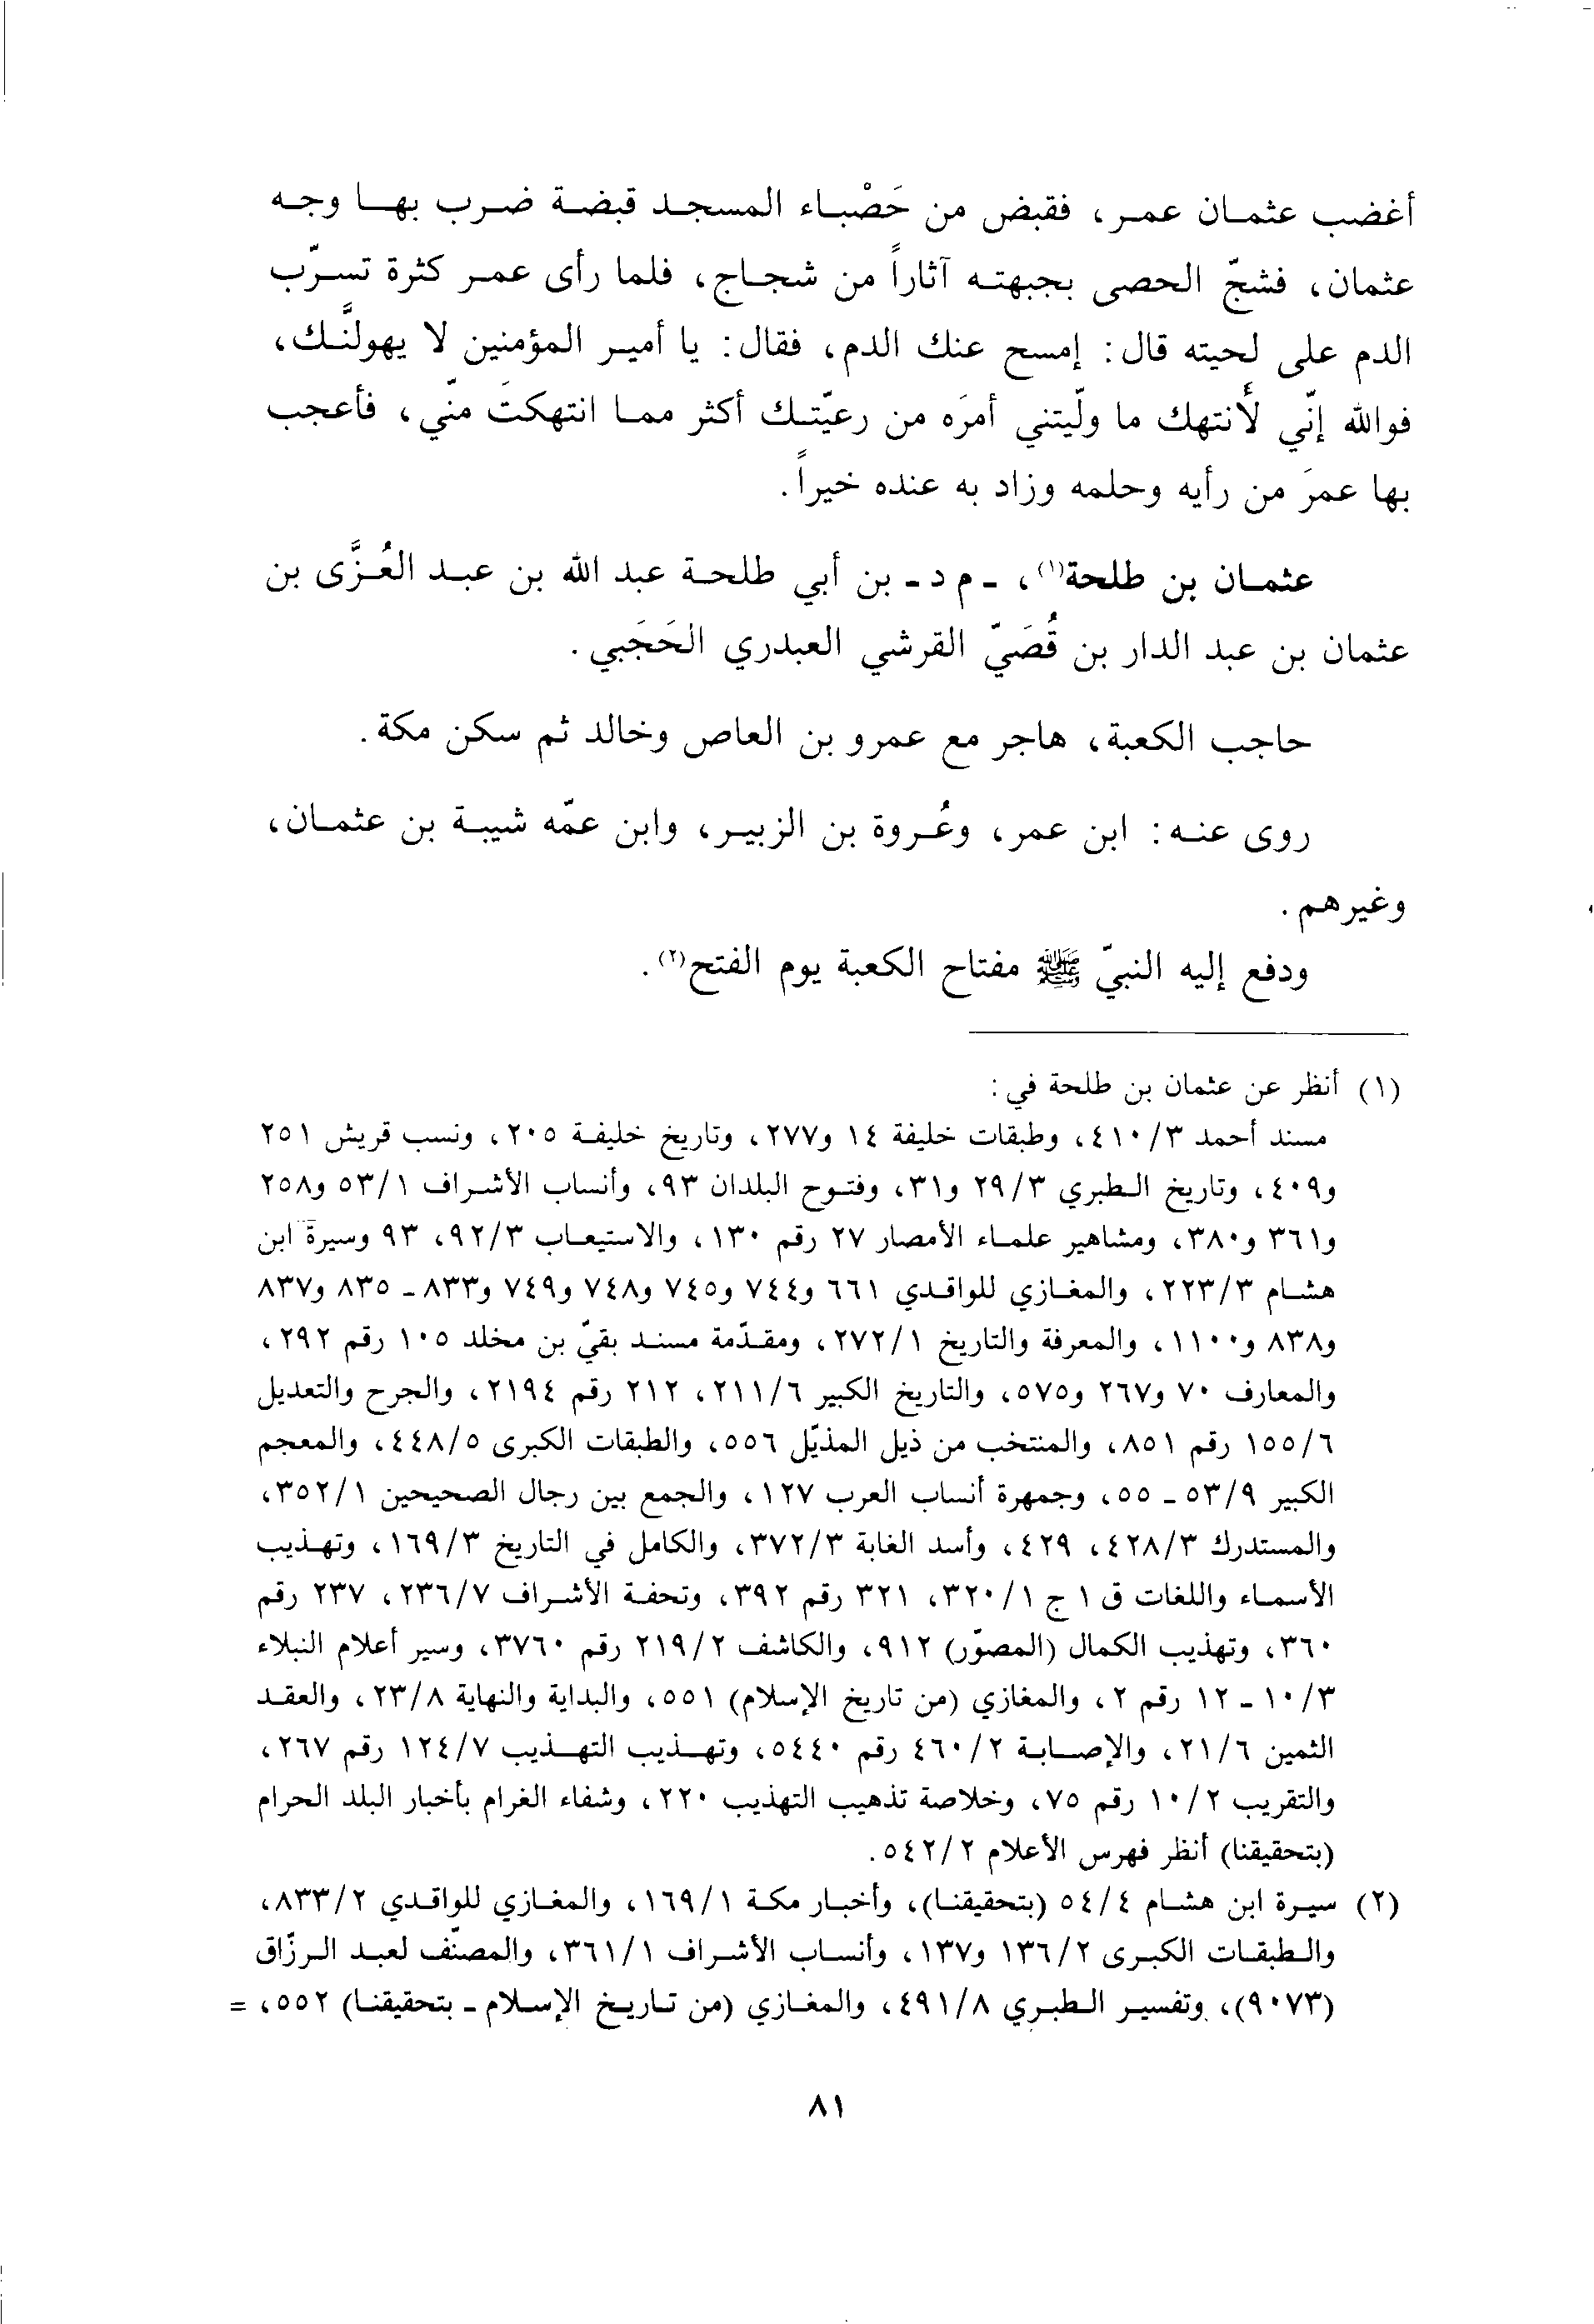 أغضب عثمان عمر، فقبض من حَصْباء المسجد قبضة ضرب بها وجه
عثمان، فشجّ الحصى بجبهته آثاراً من شجاج، فلما رأى عمر كثرة تسرّب
الدم على لحيته قال: إمسح عنك الدم، فقال: يا أمير المؤمنين لا يهولنَّك،
فوالله إنّي لأنتهك ما ولّيتني أمرَه من رعيّتك أكثر مما انتهكتَ منّي، فأعجب
بها عمرَ من رأيه وحلمه وزاد به عنده خيراً.
عثمان بن طلحة(١)، ـ م د ـ بن أبي طلحة عبد الله بن عبد العُزَّى بن
عثمان بن عبد الدار بن قُصَيّ القرشي العبدري الحَجَبي.
حاجب الكعبة، هاجر مع عمرو بن العاص وخالد ثم سكن مكة.
روى عنه: ابن عمر، وعُروة بن الزبير، وابن عمّه شيبة بن عثمان،
وغيرهم.
ودفع إليه النبيّ ﷺ مفتاح الكعبة يوم الفتح(٢).
(١) أنظر عن عثمان بن طلحة في:
مسند أحمد ٤١٠/٣، وطبقات خليفة ١٤ و٢٧٧، وتاريخ خليفة ٢٠٥، ونسب قريش ٢٥١
و٤٠٩، وتاريخ الطبري ٢٩/٣ و٣١، وفتوح البلدان ٩٣، وأنساب الأشراف ٥٣/١ و٢٥٨
و٣٦١ و٣٨٠، ومشاهير علماء الأمصار ٢٧ رقم ١٣٠، والاستيعاب ٩٢/٣، ٩٣ وسيرة ابن
هشام ٢٢٣/٣، والمغازي للواقدي ٦٦١ و٧٤٤ و٧٤٥ و٧٤٨ و٧٤٩ و٨٣٣ ـ ٨٣٥ و٨٣٧
و٨٣٨ و١١٠٠، والمعرفة والتاريخ ٢٧٢/١، ومقدّمة مسند بقيّ بن مخلد ١٠٥ رقم ٢٩٢،
والمعارف ٧٠ و٢٦٧ و٥٧٥، والتاريخ الكبير ٢١١/٦، ٢١٢ رقم ٢١٩٤، والجرح والتعديل
١٥٥/٦ رقم ٨٥١، والمنتخب من ذيل المذيّل ٥٥٦، والطبقات الكبرى ٤٤٨/٥، والمعجم
الكبير ٥٣/٩ ـ ٥٥، وجمهرة أنساب العرب ١٢٧، والجمع بين رجال الصحيحين ٣٥٢/١،
والمستدرك ٤٢٨/٣، ٤٢٩، وأسد الغابة ٣٧٢/٣، والكامل في التاريخ ١٦٩/٣، وتهذيب
الأسماء واللغات ق ١ ج ٣٢٠/١، ٣٢١ رقم ٣٩٢، وتحفة الأشراف ٢٣٦/٧، ٢٣٧ رقم
٣٦٠، وتهذيب الكمال (المصوّر) ٩١٢، والكاشف ٢١٩/٢ رقم ٣٧٦٠، وسير أعلام النبلاء
١٠/٣ ـ ١٢ رقم ٢، والمغازي (من تاريخ الإسلام) ٥٥١، والبداية والنهاية ٢٣/٨، والعقد
الثمين ٢١/٦، والإصابة ٤٦٠/٢ رقم ٥٤٤٠، وتهذيب التهذيب ١٢٤/٧ رقم ٢٦٧،
والتقريب ١٠/٢ رقم ٧٥، وخلاصة تذهيب التهذيب ٢٢٠، وشفاء الغرام بأخبار البلد الحرام
(بتحقيقنا) أنظر فهرس الأعلام ٥٤٢/٢.
(٢) سيرة ابن هشام ٥٤/٤ (بتحقيقنا)، وأخبار مكة ١٦٩/١، والمغازي للواقدي ٨٣٣/٢،
والطبقات الكبرى ١٣٦/٢ و١٣٧، وأنساب الأشراف ٣٦١/١، والمصنّف لعبد الرزّاق
(٩٠٧٣)، وتفسير الطبري ٤٩١/٨، والمغازي (من تاريخ الإسلام ـ بتحقيقنا) ٥٥٢، =
٨١